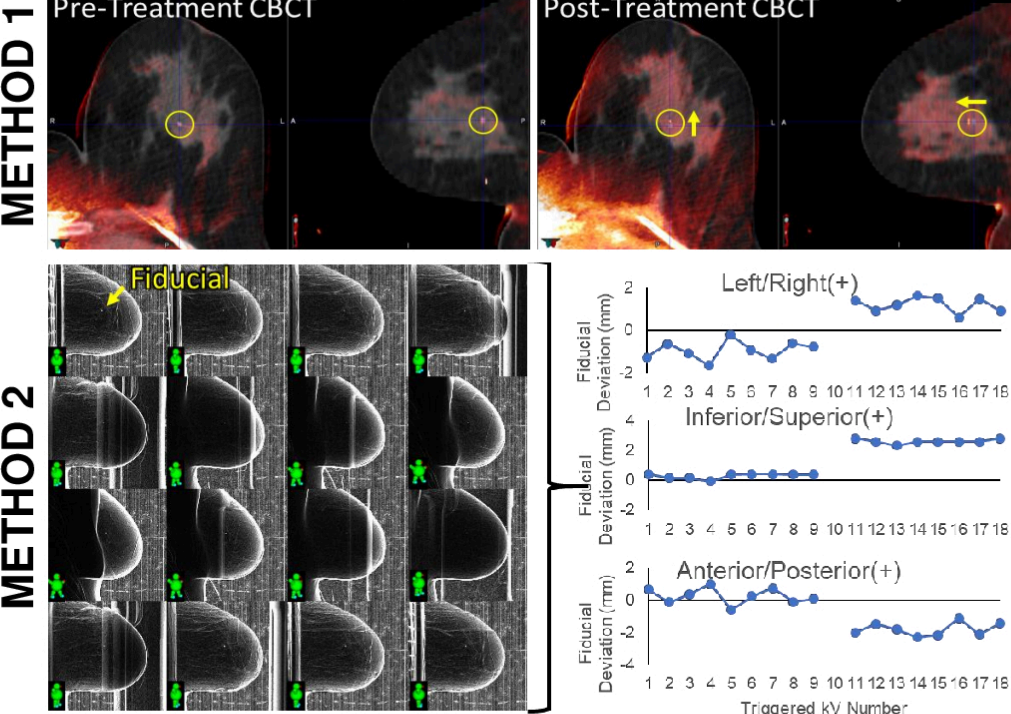 METHOD 1
Pre-Treatment CBCT
Post-Treatment CBCT
R
L
A
P
P
I
R
L
A
P
P
I
METHOD 2
Fiducial
Left/Right(+)
Fiducial
Deviation (mm)
2
0
-2
1 2 3 4 5 6 7 8 9 10 11 12 13 14 15 16 17 18
Inferior/Superior(+)
Fiducial
Deviation (mm)
4
2
0
-2
1 2 3 4 5 6 7 8 9 10 11 12 13 14 15 16 17 18
Anterior/Posterior(+)
Fiducial
Deviation (mm)
2
0
-2
-4
1 2 3 4 5 6 7 8 9 10 11 12 13 14 15 16 17 18
Triggered kV Number